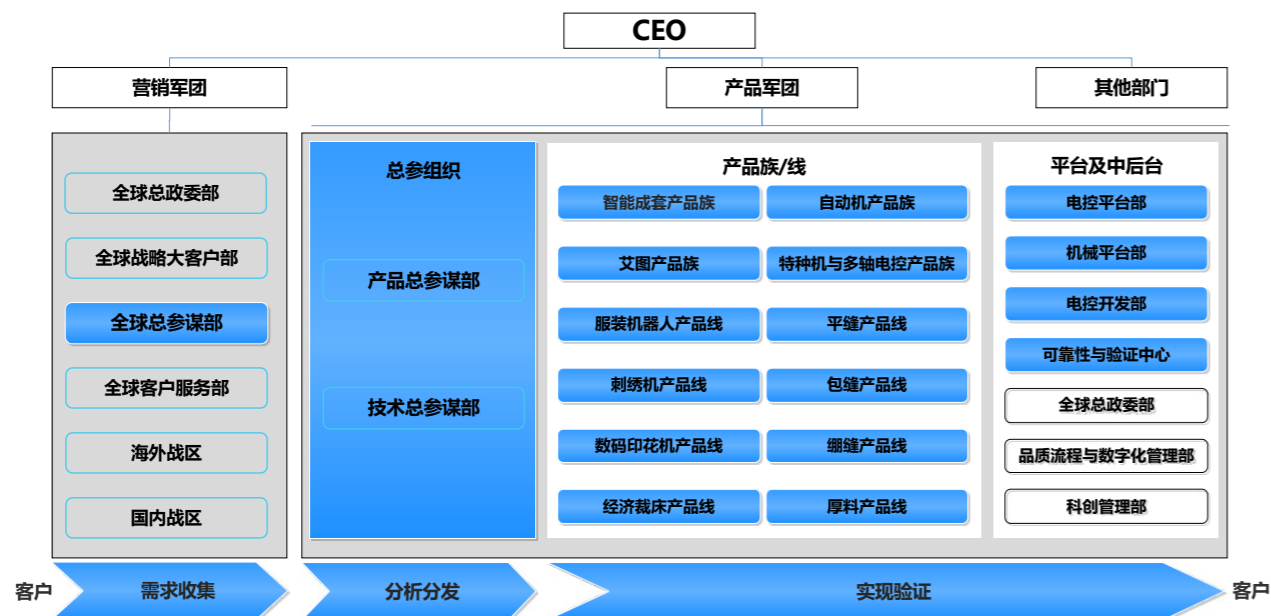 CEO
营销军团
产品军团
其他部门
全球总政委部
全球战略大客户部
全球总参谋部
全球客户服务部
海外战区
国内战区
总参组织
产品总参谋部
技术总参谋部
产品族/线
智能成套产品族
自动机产品族
艾图产品族
特种机与多轴电控产品族
服装机器人产品线
平缝产品线
刺绣机产品线
包缝产品线
数码印花机产品线
绷缝产品线
经济裁床产品线
厚料产品线
平台及中后台
电控平台部
机械平台部
电控开发部
可靠性与验证中心
全球总政委部
品质流程与数字化管理部
科创管理部
客户
需求收集
分析分发
实现验证
客户